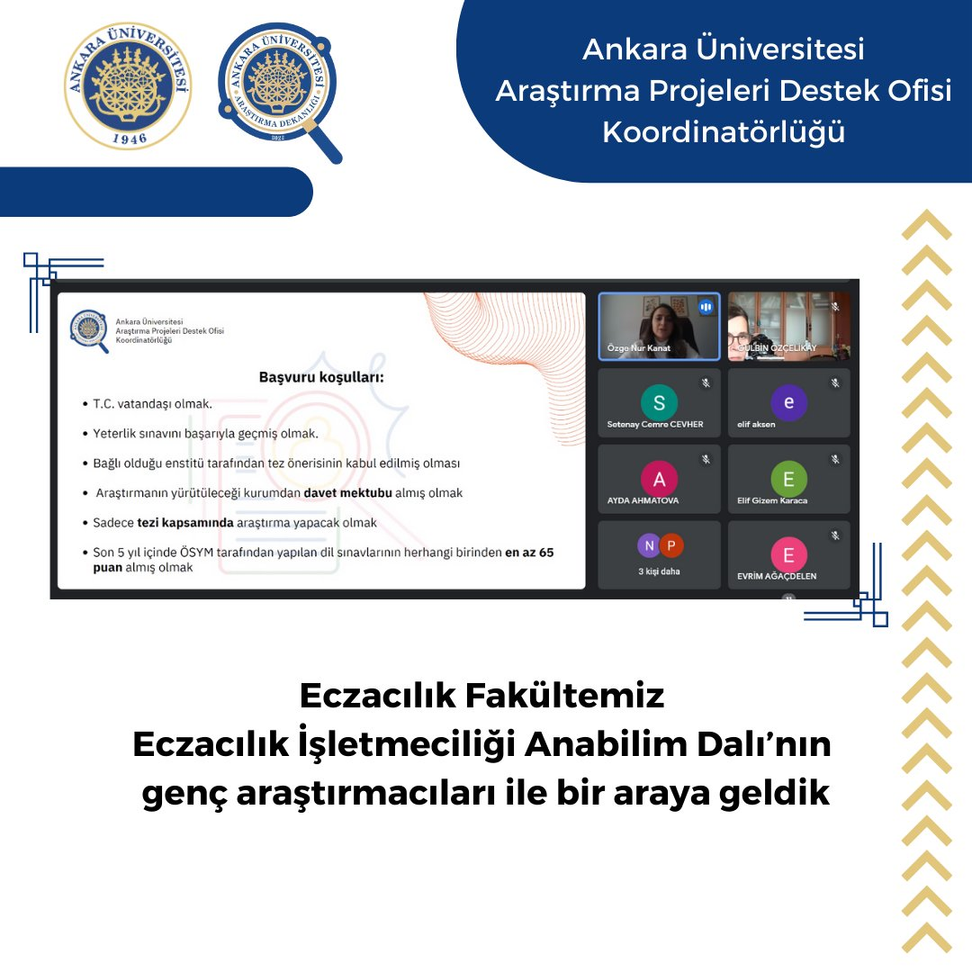 ANKARA ÜNİVERSİTESİ
1946
ANKARA ÜNİVERSİTESİ
ARAŞTIRMA DEKANLIĞI
2022
Ankara Üniversitesi
Araştırma Projeleri Destek Ofisi
Koordinatörlüğü
Ankara Üniversitesi
Araştırma Projeleri Destek Ofisi
Koordinatörlüğü
Başvuru koşulları:
• T.C. vatandaşı olmak.
• Yeterlik sınavını başarıyla geçmiş olmak.
• Bağlı olduğu enstitü tarafından tez önerisinin kabul edilmiş olması
• Araştırmanın yürütüleceği kurumdan davet mektubu almış olmak
• Sadece tezi kapsamında araştırma yapacak olmak
• Son 5 yıl içinde ÖSYM tarafından yapılan dil sınavlarının herhangi birinden en az 65
puan almış olmak
Özge Nur Kanat
GÜLBİN ÖZÇELİKAY
S
Setenay Cemre CEVHER
e
elif aksen
A
AYDA AHMATOVA
E
Elif Gizem Karaca
N P
3 kişi daha
E
EVRİM AĞAÇDELEN
Eczacılık Fakültemiz
Eczacılık İşletmeciliği Anabilim Dalı’nın
genç araştırmacıları ile bir araya geldik